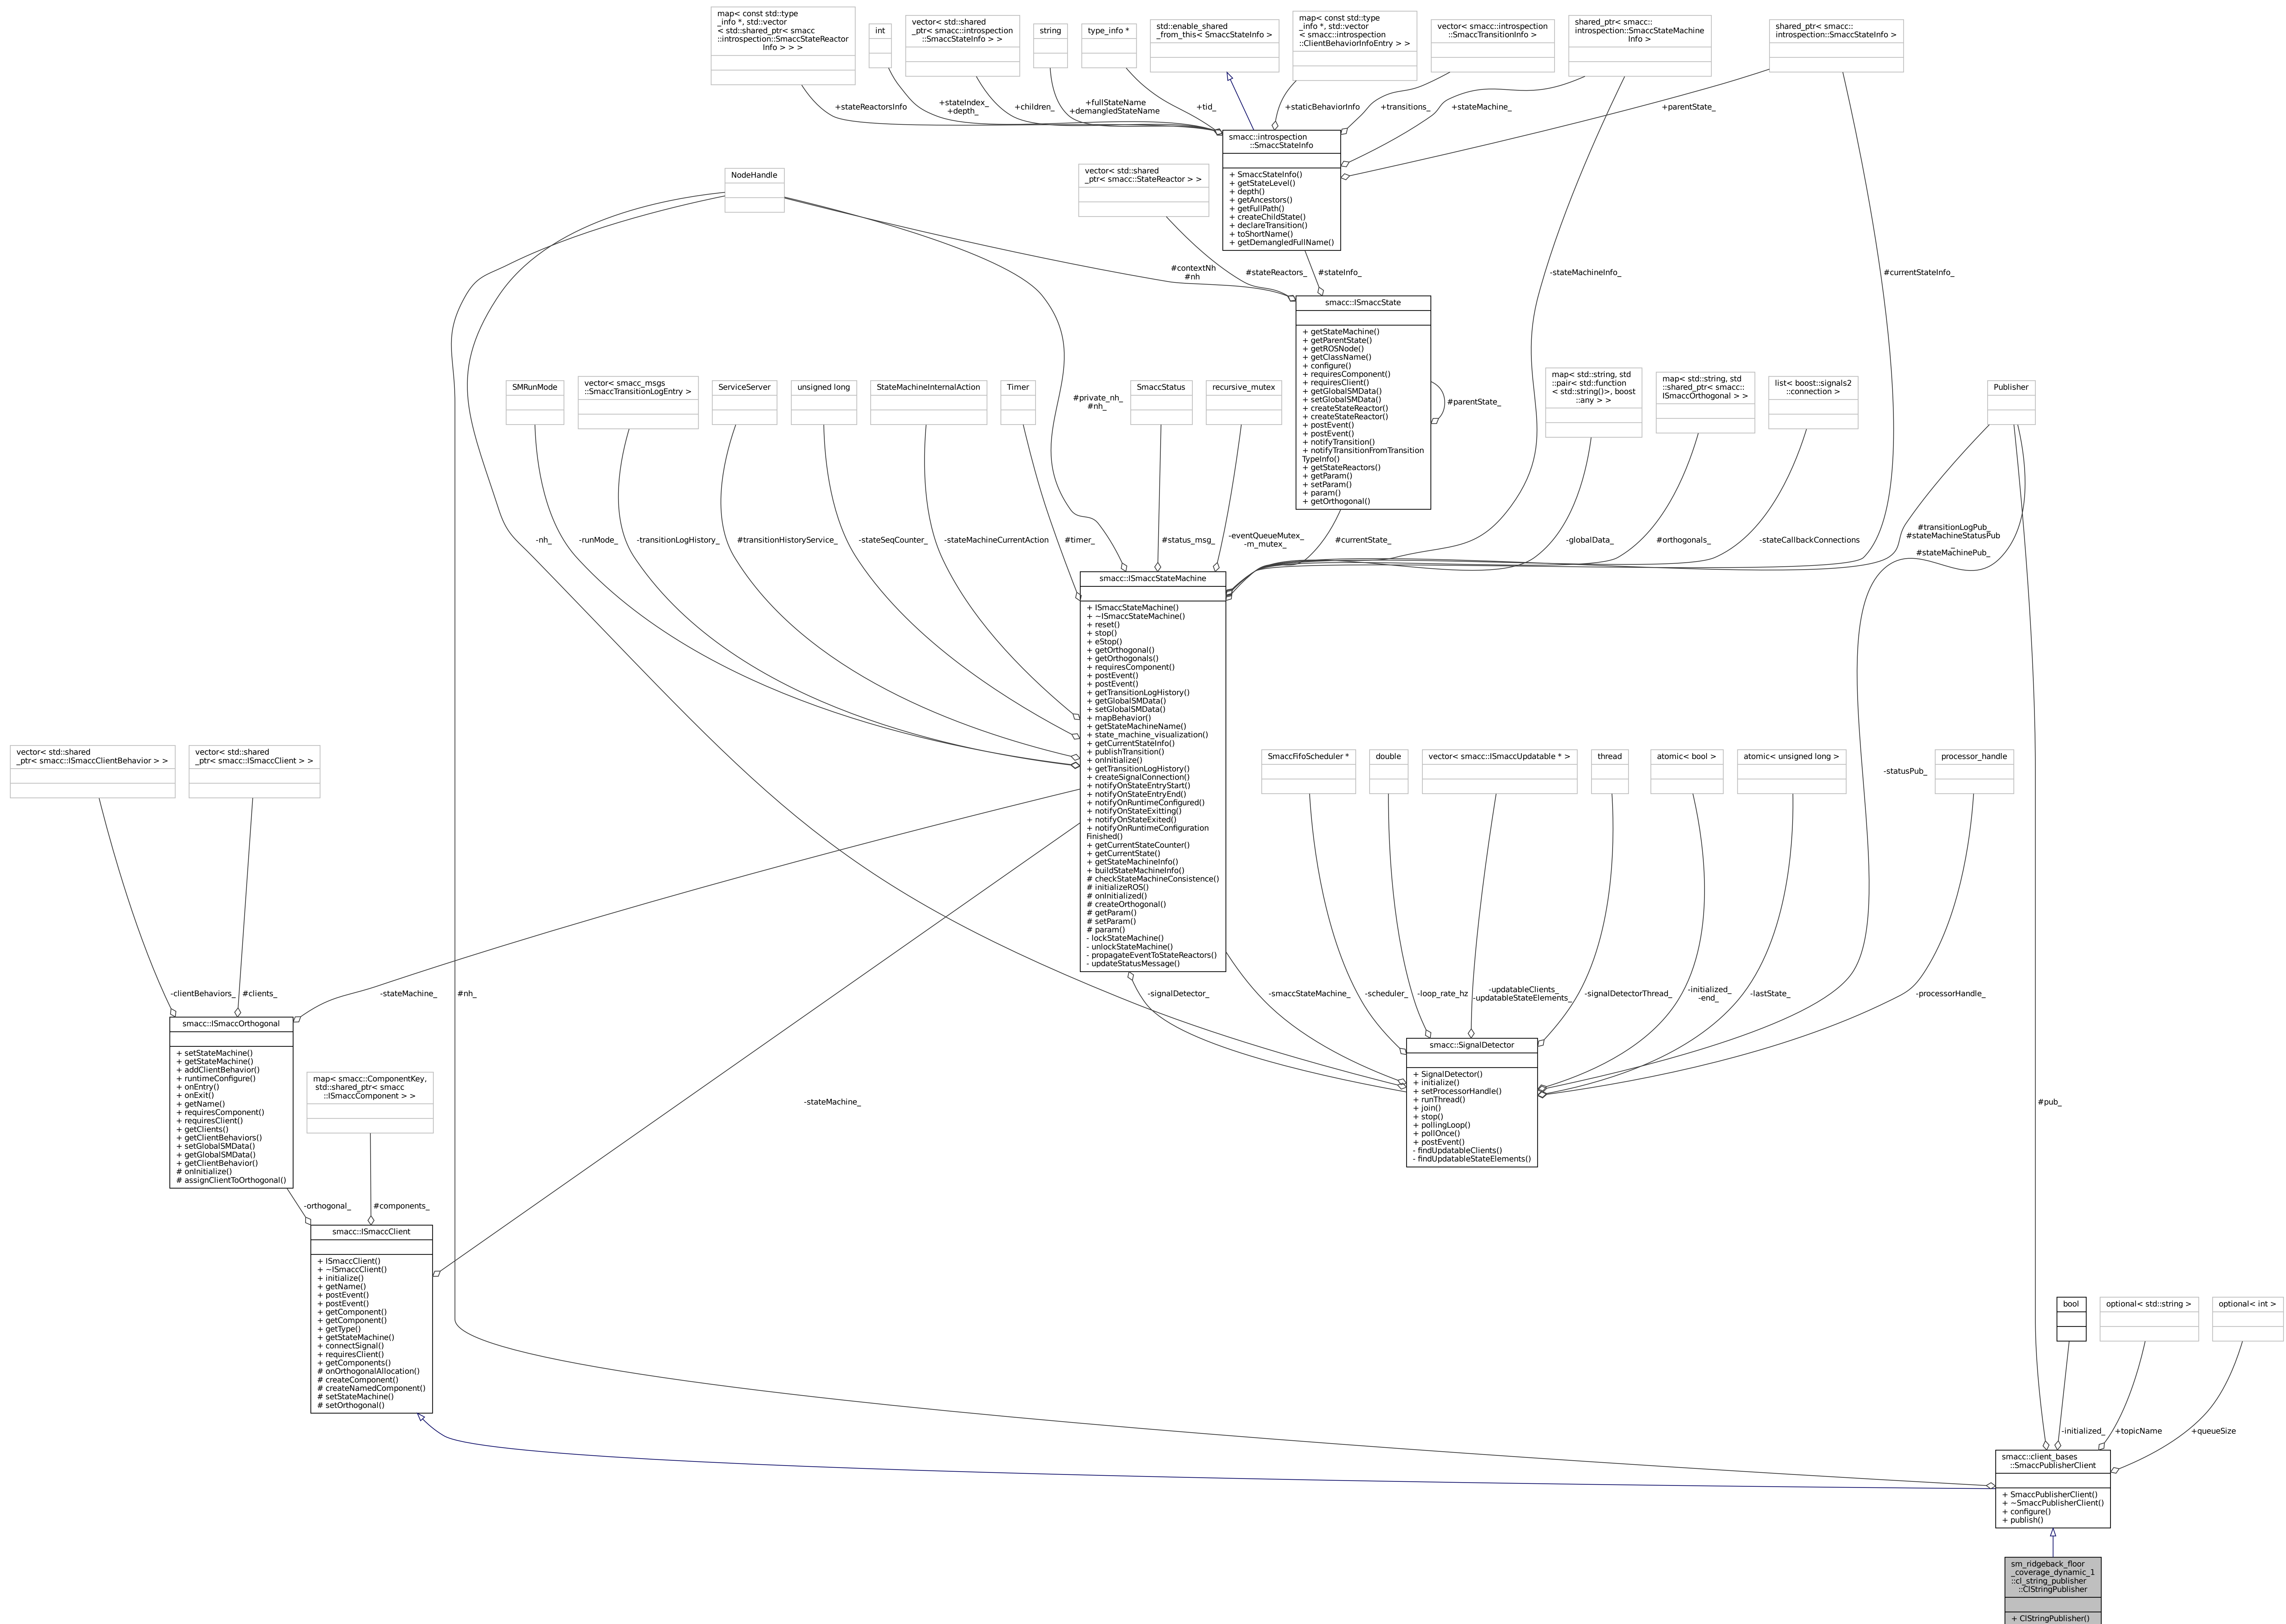 map< const std::type
_info *, std::vector
< std::shared_ptr< smacc
::introspection::SmaccStateReactor
Info > > >
int
vector< std::shared
_ptr< smacc::introspection
::SmaccStateInfo > >
string
type_info *
std::enable_shared
_from_this< SmaccStateInfo >
map< const std::type
_info *, std::vector
< smacc::introspection
::ClientBehaviorInfoEntry > >
vector< smacc::introspection
::SmaccTransitionInfo >
shared_ptr< smacc::
introspection::SmaccStateMachine
Info >
shared_ptr< smacc::
introspection::SmaccStateInfo >
+stateReactorsInfo
+stateIndex_
+depth_
+children_
+fullStateName
+demangledStateName
+tid_
+staticBehaviorInfo
+transitions_
+stateMachine_
+parentState_
smacc::introspection
::SmaccStateInfo
+ SmaccStateInfo()
+ getStateLevel()
+ depth()
+ getAncestors()
+ getFullPath()
+ createChildState()
+ declareTransition()
+ toShortName()
+ getDemangledFullName()
NodeHandle
vector< std::shared
_ptr< smacc::StateReactor > >
#contextNh
#nh
#stateReactors_
#stateInfo_
-stateMachineInfo_
#currentStateInfo_
smacc::ISmaccState
+ getStateMachine()
+ getParentState()
+ getROSNode()
+ getClassName()
+ configure()
+ requiresComponent()
+ requiresClient()
+ getGlobalSMData()
+ setGlobalSMData()
+ createStateReactor()
+ createStateReactor()
+ postEvent()
+ postEvent()
+ notifyTransition()
+ notifyTransitionFromTransition
TypeInfo()
+ getStateReactors()
+ getParam()
+ setParam()
+ param()
+ getOrthogonal()
#parentState_
SMRunMode
vector< smacc_msgs
::SmaccTransitionLogEntry >
ServiceServer
unsigned long
StateMachineInternalAction
Timer
#private_nh_
#nh_
SmaccStatus
recursive_mutex
map< std::string, std
::pair< std::function
< std::string()>, boost
::any > >
map< std::string, std
::shared_ptr< smacc::
ISmaccOrthogonal > >
list< boost::signals2
::connection >
Publisher
-nh_
-runMode_
-transitionLogHistory_
#transitionHistoryService_
-stateSeqCounter_
-stateMachineCurrentAction
#timer_
#status_msg_
-eventQueueMutex_
-m_mutex_
#currentState_
-globalData_
#orthogonals_
-stateCallbackConnections
#transitionLogPub_
#stateMachineStatusPub
_
#stateMachinePub_
smacc::ISmaccStateMachine
+ ISmaccStateMachine()
+ ~ISmaccStateMachine()
+ reset()
+ stop()
+ eStop()
+ getOrthogonal()
+ getOrthogonals()
+ requiresComponent()
+ postEvent()
+ postEvent()
+ getTransitionLogHistory()
+ getGlobalSMData()
+ setGlobalSMData()
+ mapBehavior()
+ getStateMachineName()
+ state_machine_visualization()
+ getCurrentStateInfo()
+ publishTransition()
+ onInitialize()
+ getTransitionLogHistory()
+ createSignalConnection()
+ notifyOnStateEntryStart()
+ notifyOnStateEntryEnd()
+ notifyOnRuntimeConfigured()
+ notifyOnStateExitting()
+ notifyOnStateExited()
+ notifyOnRuntimeConfiguration
Finished()
+ getCurrentStateCounter()
+ getCurrentState()
+ getStateMachineInfo()
+ buildStateMachineInfo()
# checkStateMachineConsistence()
# initializeROS()
# onInitialized()
# createOrthogonal()
# getParam()
# setParam()
# param()
- lockStateMachine()
- unlockStateMachine()
- propagateEventToStateReactors()
- updateStatusMessage()
vector< std::shared
_ptr< smacc::ISmaccClientBehavior > >
vector< std::shared
_ptr< smacc::ISmaccClient > >
SmaccFifoScheduler *
double
vector< smacc::ISmaccUpdatable * >
thread
atomic< bool >
atomic< unsigned long >
-statusPub_
processor_handle
-clientBehaviors_
#clients_
-stateMachine_
#nh_
-signalDetector_
-smaccStateMachine_
-scheduler_
-loop_rate_hz
-updatableClients_
-updatableStateElements_
-signalDetectorThread_
-initialized_
-end_
-lastState_
-processorHandle_
smacc::ISmaccOrthogonal
+ setStateMachine()
+ getStateMachine()
+ addClientBehavior()
+ runtimeConfigure()
+ onEntry()
+ onExit()
+ getName()
+ requiresComponent()
+ requiresClient()
+ getClients()
+ getClientBehaviors()
+ setGlobalSMData()
+ getGlobalSMData()
+ getClientBehavior()
# onInitialize()
# assignClientToOrthogonal()
map< smacc::ComponentKey,
std::shared_ptr< smacc
::ISmaccComponent > >
-stateMachine_
smacc::SignalDetector
+ SignalDetector()
+ initialize()
+ setProcessorHandle()
+ runThread()
+ join()
+ stop()
+ pollingLoop()
+ pollOnce()
+ postEvent()
- findUpdatableClients()
- findUpdatableStateElements()
#pub_
-orthogonal_
#components_
smacc::ISmaccClient
+ ISmaccClient()
+ ~ISmaccClient()
+ initialize()
+ getName()
+ postEvent()
+ postEvent()
+ getComponent()
+ getComponent()
+ getType()
+ getStateMachine()
+ connectSignal()
+ requiresClient()
+ getComponents()
# onOrthogonalAllocation()
# createComponent()
# createNamedComponent()
# setStateMachine()
# setOrthogonal()
bool
optional< std::string >
optional< int >
-initialized_
+topicName
+queueSize
smacc::client_bases
::SmaccPublisherClient
+ SmaccPublisherClient()
+ ~SmaccPublisherClient()
+ configure()
+ publish()
sm_ridgeback_floor
_coverage_dynamic_1
::cl_string_publisher
::ClStringPublisher
+ ClStringPublisher()